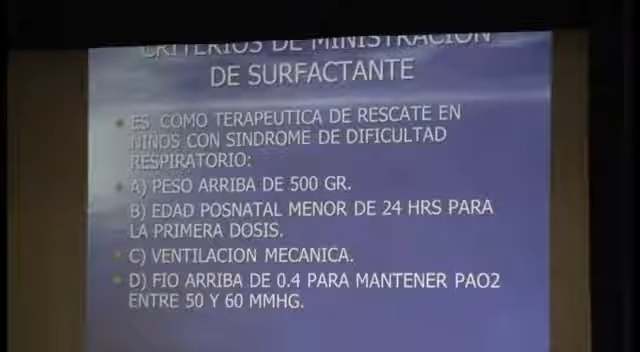 CRITERIOS DE MINISTRACION
DE SURFACTANTE
ES COMO TERAPEUTICA DE RESCATE EN
NIÑOS CON SINDROME DE DIFICULTAD
RESPIRATORIO:
A) PESO ARRIBA DE 500 GR.
B) EDAD POSNATAL MENOR DE 24 HRS PARA
LA PRIMERA DOSIS.
C) VENTILACION MECANICA.
D) FIO ARRIBA DE 0.4 PARA MANTENER PAO2
ENTRE 50 Y 60 MMHG.